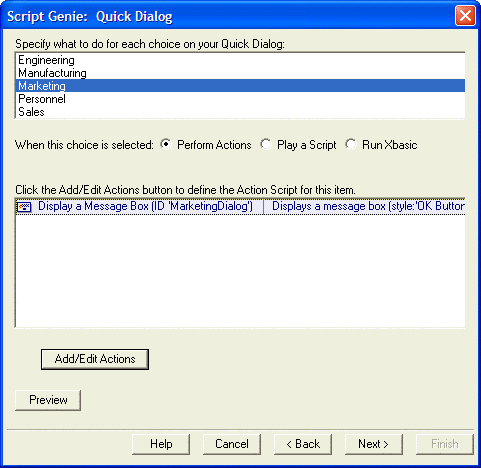 Script Genie: Quick Dialog
Specify what to do for each choice on your Quick Dialog:
Engineering
Manufacturing
Marketing
Personnel
Sales
When this choice is selected: Perform Actions Play a Script Run Xbasic
Click the Add/Edit Actions button to define the Action Script for this item.
Display a Message Box (ID 'MarketingDialog') Displays a message box (style:'OK Button
Add/Edit Actions
Preview
Help Cancel < Back Next > Finish